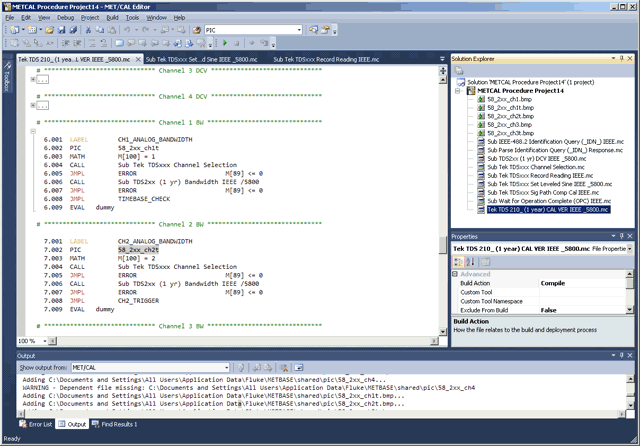 METCAL Procedure Project14 - MET/CAL Editor
File Edit View Debug Project Build Tools Window Help
PIC
Toolbox
Tek TDS 210_ (1 yea...L VER IEEE _5800.mc
Sub Tek TDSxxx Set...d Sine IEEE _5800.mc
Sub Tek TDSxxx Record Reading IEEE.mc
# **************************** Channel 3 DCV *****************************
...
# **************************** Channel 4 DCV *****************************
...
# **************************** Channel 1 BW *****************************
6.001 LABEL CH1_ANALOG_BANDWIDTH
6.002 PIC 58_2xx_ch1t
6.003 MATH M[100] = 1
6.004 CALL Sub Tek TDSxxx Channel Selection
6.005 JMPL ERROR M[89] <= 0
6.006 CALL Sub TDS2xx (1 yr) Bandwidth IEEE /5800
6.007 JMPL ERROR M[89] <= 0
6.008 JMPL TIMEBASE_CHECK
6.009 EVAL dummy
# **************************** Channel 2 BW *****************************
7.001 LABEL CH2_ANALOG_BANDWIDTH
7.002 PIC 58_2xx_ch2t
7.003 MATH M[100] = 2
7.004 CALL Sub Tek TDSxxx Channel Selection
7.005 JMPL ERROR M[89] <= 0
7.006 CALL Sub TDS2xx (1 yr) Bandwidth IEEE /5800
7.007 JMPL ERROR M[89] <= 0
7.008 JMPL CH2_TRIGGER
7.009 EVAL dummy
# **************************** Channel 3 BW *****************************
100 %
Solution Explorer
Solution 'METCAL Procedure Project14' (1 project)
METCAL Procedure Project14
58_2xx_ch1.bmp
58_2xx_ch1t.bmp
58_2xx_ch2t.bmp
58_2xx_ch3.bmp
58_2xx_ch3t.bmp
Sub IEEE-488.2 Identification Query (_IDN_) IEEE.mc
Sub Parse Identification Query (_IDN_) Response.mc
Sub TDS2xx (1 yr) DCV IEEE _5800.mc
Sub Tek TDSxxx Channel Selection.mc
Sub Tek TDSxxx Record Reading IEEE.mc
Sub Tek TDSxxx Set Leveled Sine IEEE _5800.mc
Sub Tek TDSxxx Sig Path Comp Cal IEEE.mc
Sub Wait for Operation Complete (OPC) IEEE.mc
Tek TDS 210_ (1 year) CAL VER IEEE _5800.mc
Properties
Tek TDS 210_ (1 year) CAL VER IEEE _5800.mc File Properties
Advanced
Build Action Compile
Custom Tool
Custom Tool Namespace
Exclude From Build False
Build Action
How the file relates to the build and deployment process
Output
Show output from: MET/CAL
Adding C:\Documents and Settings\All Users\Application Data\Fluke\METBASE\shared\pic\58_2xx_ch4...
WARNING - Dependent file missing: C:\Documents and Settings\All Users\Application Data\Fluke\METBASE\shared\pic\58_2xx_ch4
Adding C:\Documents and Settings\All Users\Application Data\Fluke\METBASE\shared\pic\58_2xx_ch1t.bmp...
Adding C:\Documents and Settings\All Users\Application Data\Fluke\METBASE\shared\pic\58_2xx_ch2t.bmp...
Error List Output Find Results 1
Ready